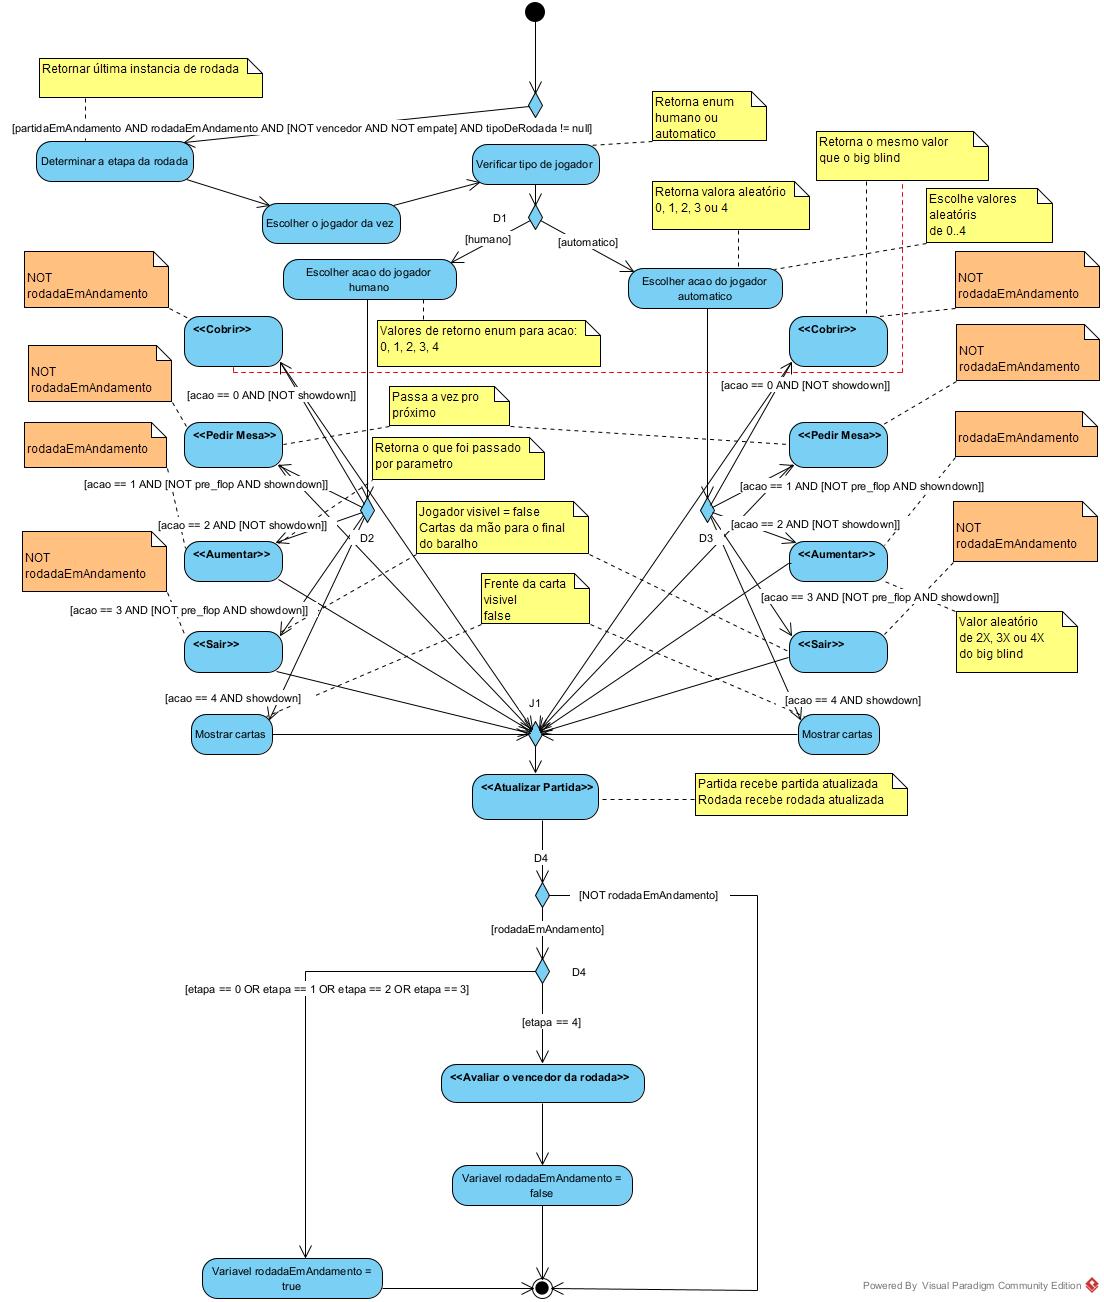 Retornar última instancia de rodada
[partidaEmAndamento AND rodadaEmAndamento AND [NOT vencedor AND NOT empate] AND tipoDeRodada != null]
Determinar a etapa da rodada
Retorna enum
humano ou
automatico
Verificar tipo de jogador
Retorna o mesmo valor
que o big blind
Escolher o jogador da vez
D1
Retorna valora aleatório
0, 1, 2, 3 ou 4
Escolhe valores
aleatóris
de 0..4
[humano]
[automatico]
NOT
rodadaEmAndamento
Escolher acao do jogador
humano
Escolher acao do jogador
automatico
NOT
rodadaEmAndamento
<<Cobrir>>
Valores de retorno enum para acao:
0, 1, 2, 3, 4
<<Cobrir>>
NOT
rodadaEmAndamento
NOT
rodadaEmAndamento
[acao == 0 AND [NOT showdown]]
[acao == 0 AND [NOT showdown]]
Passa a vez pro
próximo
<<Pedir Mesa>>
<<Pedir Mesa>>
rodadaEmAndamento
Retorna o que foi passado
por parametro
rodadaEmAndamento
[acao == 1 AND [NOT pre_flop AND showndown]]
[acao == 1 AND [NOT pre_flop AND showndown]]
Jogador visivel = false
Cartas da mão para o final
do baralho
[acao == 2 AND [NOT showdown]]
[acao == 2 AND [NOT showdown]]
D2
D3
NOT
rodadaEmAndamento
NOT
rodadaEmAndamento
<<Aumentar>>
<<Aumentar>>
Frente da carta
visivel
false
[acao == 3 AND [NOT pre_flop AND showdown]]
[acao == 3 AND [NOT pre_flop AND showdown]]
Valor aleatório
de 2X, 3X ou 4X
do big blind
<<Sair>>
<<Sair>>
[acao == 4 AND showdown]
[acao == 4 AND showdown]
J1
Mostrar cartas
Mostrar cartas
<<Atualizar Partida>>
Partida recebe partida atualizada
Rodada recebe rodada atualizada
D4
[NOT rodadaEmAndamento]
[rodadaEmAndamento]
D4
[etapa == 0 OR etapa == 1 OR etapa == 2 OR etapa == 3]
[etapa == 4]
<<Avaliar o vencedor da rodada>>
Variavel rodadaEmAndamento =
false
Variavel rodadaEmAndamento =
true
Powered By Visual Paradigm Community Edition